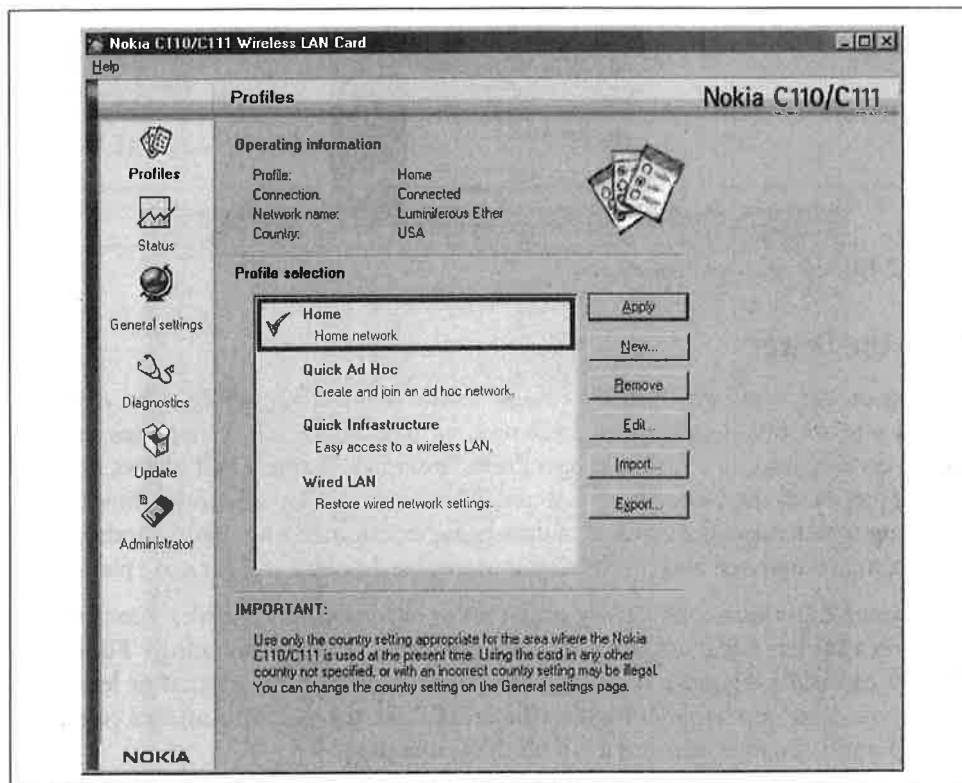 Nokia C110/C111 Wireless LAN Card
Help
Profiles
Nokia C110/C111
Profiles
Status
General settings
Diagnostics
Update
Administrator
NOKIA
Operating information
Profile: Home
Connection: Connected
Network name: Luminiferous Ether
Country: USA
Profile selection
Home
Home network
Quick Ad Hoc
Create and join an ad hoc network.
Quick Infrastructure
Easy access to a wireless LAN.
Wired LAN
Restore wired network settings.
Apply
New...
Remove
Edit...
Import...
Export...
IMPORTANT:
Use only the country setting appropriate for the area where the Nokia
C110/C111 is used at the present time. Using the card in any other
country not specified, or with an incorrect country setting may be illegal.
You can change the country setting on the General settings page.